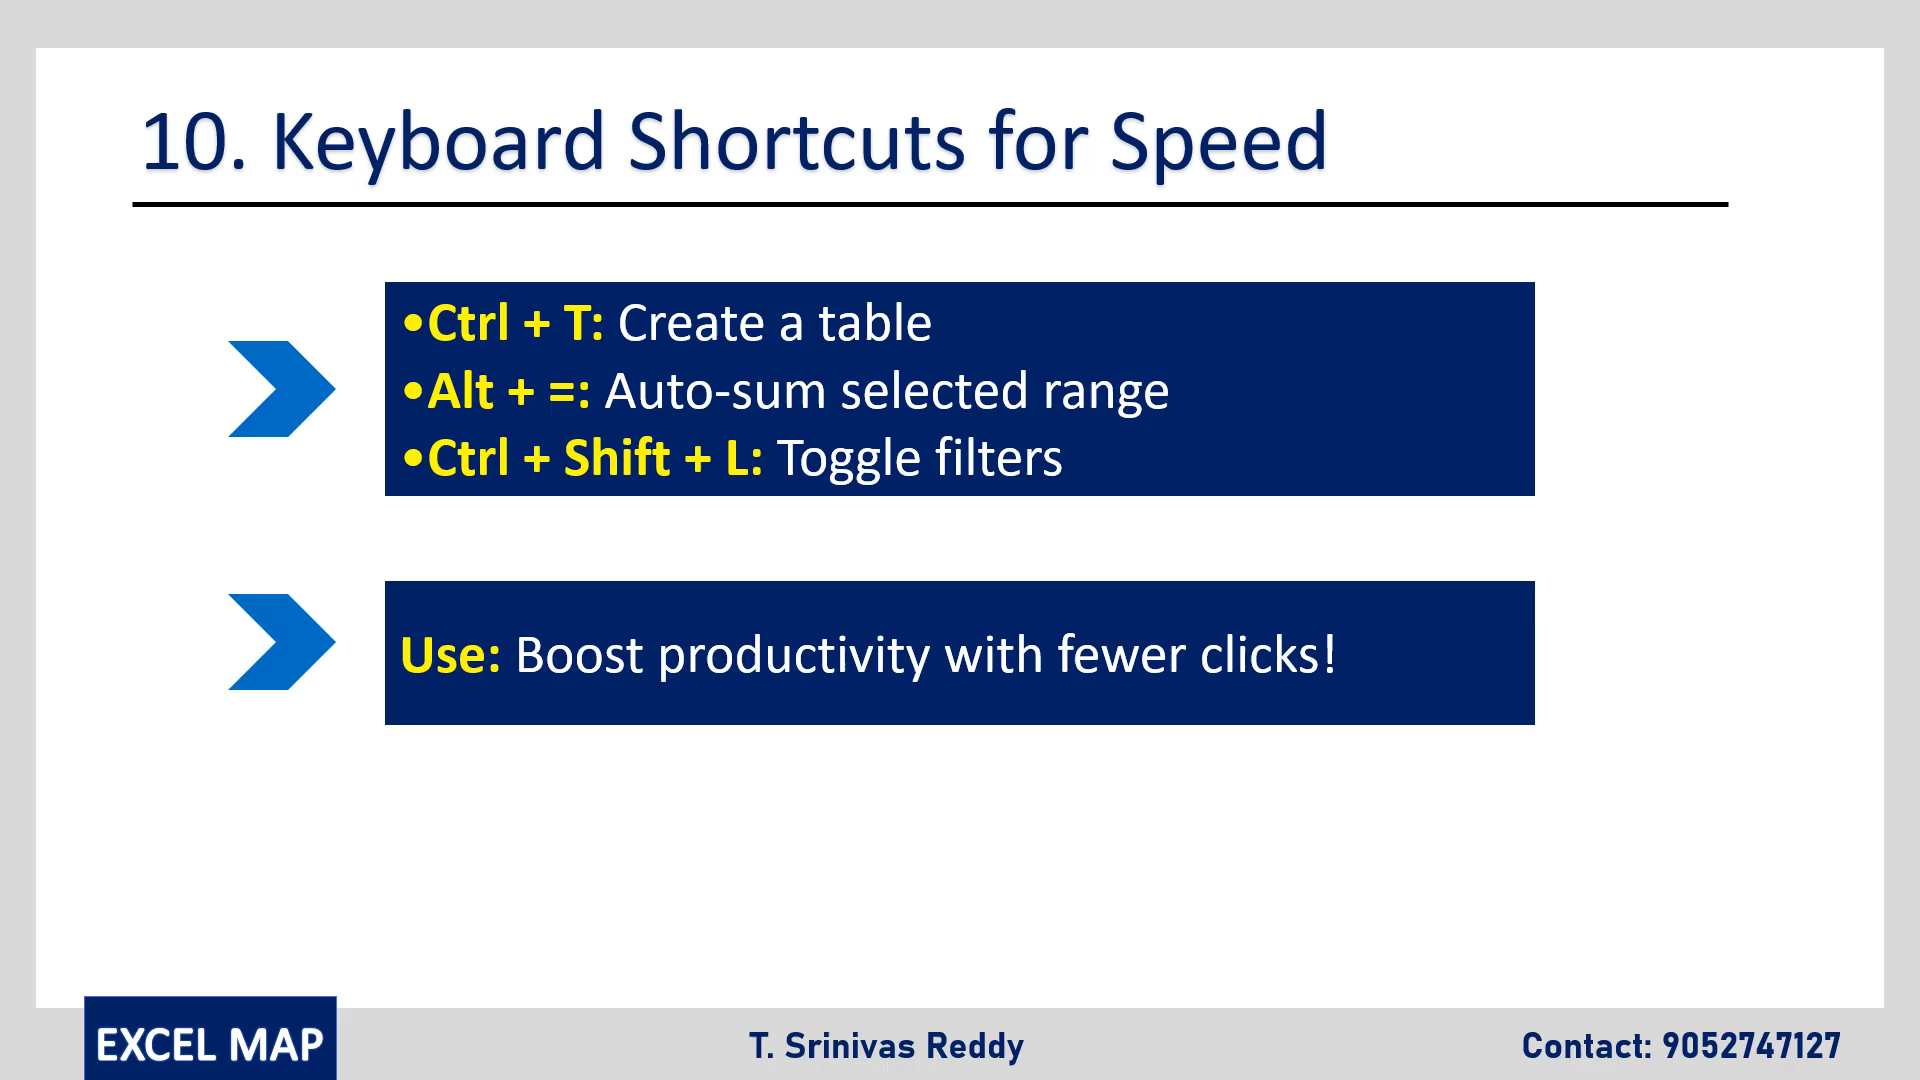 10. Keyboard Shortcuts for Speed
•Ctrl + T: Create a table
•Alt + =: Auto-sum selected range
•Ctrl + Shift + L: Toggle filters
Use: Boost productivity with fewer clicks!
EXCEL MAP
T. Srinivas Reddy
Contact: 9052747127